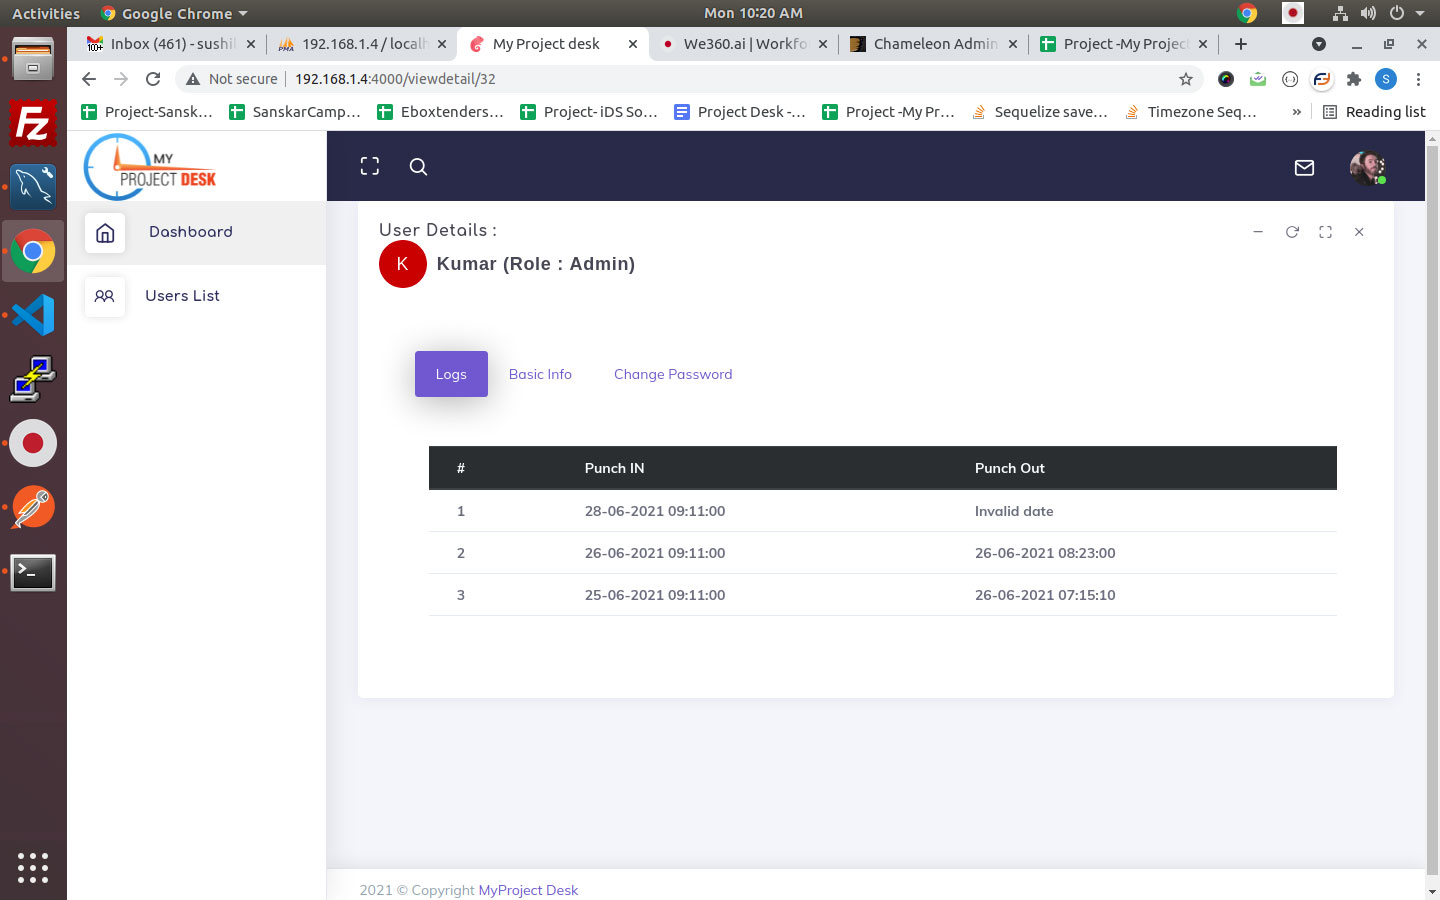 Activities Google Chrome Mon 10:20 AM
Inbox (461) - sushil 192.168.1.4 / localh My Project desk We360.ai | Workfo Chameleon Admin Project -My Project
Not secure 192.168.1.4:4000/viewdetail/32 S
Project-Sansk... SanskarCamp... Eboxtenders... Project- iDS So... Project Desk -... Project -My Pr... Sequelize save... Timezone Seq... » Reading list
MY
PROJECT DESK
Dashboard
Users List
User Details :
K Kumar (Role : Admin)
Logs Basic Info Change Password
# Punch IN Punch Out
1 28-06-2021 09:11:00 Invalid date
2 26-06-2021 09:11:00 26-06-2021 08:23:00
3 25-06-2021 09:11:00 26-06-2021 07:15:10
2021 © Copyright MyProject Desk